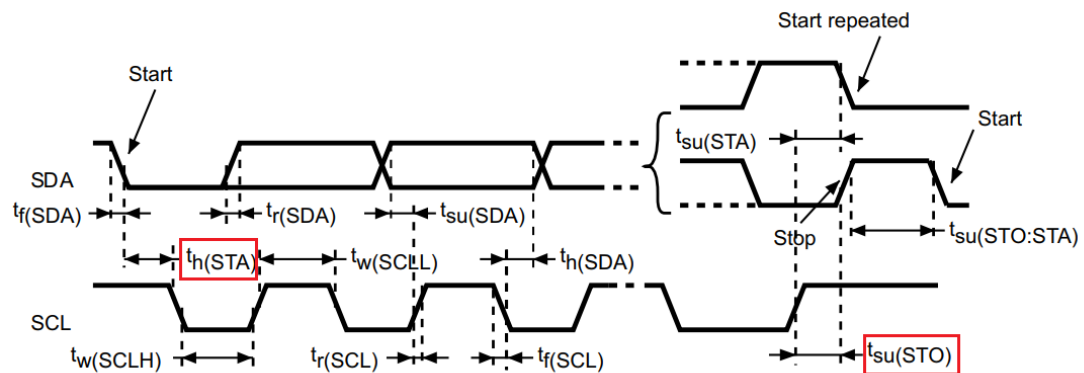 Start repeated
Start
Start
tsu(STA)
SDA
tf(SDA)
tr(SDA)
tsu(SDA)
Stop
tsu(STO:STA)
th(STA)
tw(SCLL)
th(SDA)
SCL
tw(SCLH)
tr(SCL)
tf(SCL)
tsu(STO)